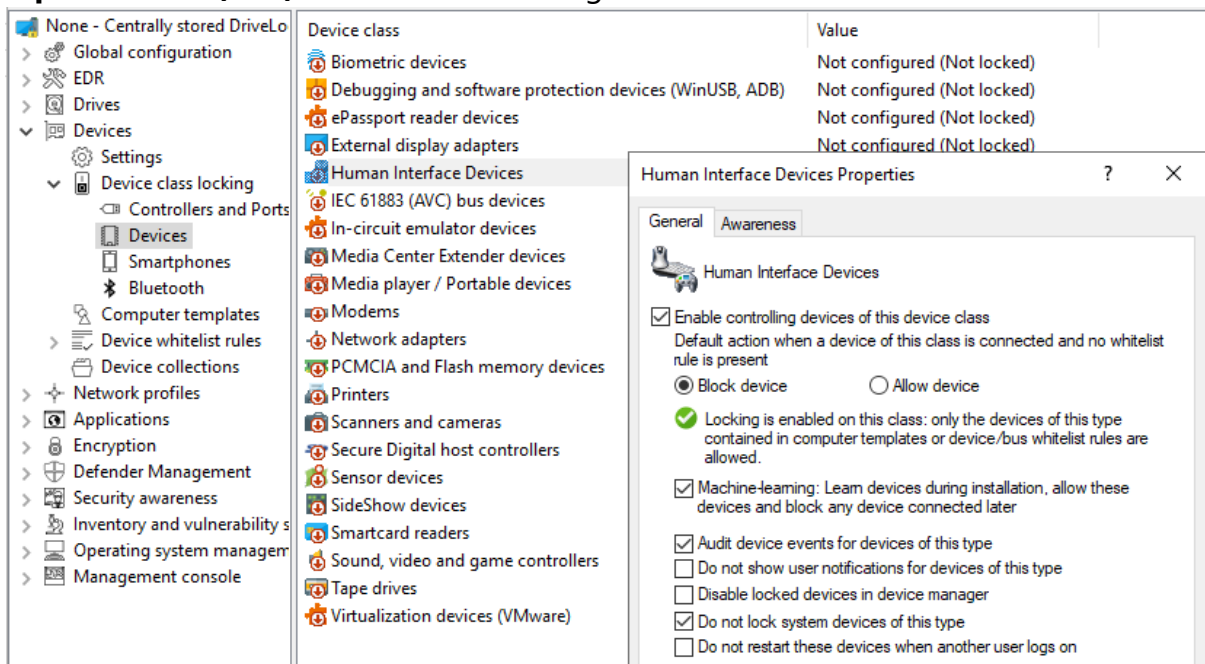 None - Centrally stored DriveLo
Global configuration
EDR
Drives
Devices
Settings
Device class locking
Controllers and Ports
Devices
Smartphones
Bluetooth
Computer templates
Device whitelist rules
Device collections
Network profiles
Applications
Encryption
Defender Management
Security awareness
Inventory and vulnerability s
Operating system managem
Management console
Device class Value
Biometric devices Not configured (Not locked)
Debugging and software protection devices (WinUSB, ADB) Not configured (Not locked)
ePassport reader devices Not configured (Not locked)
External display adapters Not configured (Not locked)
Human Interface Devices
IEC 61883 (AVC) bus devices
In-circuit emulator devices
Media Center Extender devices
Media player / Portable devices
Modems
Network adapters
PCMCIA and Flash memory devices
Printers
Scanners and cameras
Secure Digital host controllers
Sensor devices
SideShow devices
Smartcard readers
Sound, video and game controllers
Tape drives
Virtualization devices (VMware)
Human Interface Devices Properties ?
General Awareness
Human Interface Devices
Enable controlling devices of this device class
Default action when a device of this class is connected and no whitelist
rule is present
Block device Allow device
Locking is enabled on this class: only the devices of this type
contained in computer templates or device/bus whitelist rules are
allowed.
Machine-learning: Learn devices during installation, allow these
devices and block any device connected later
Audit device events for devices of this type
Do not show user notifications for devices of this type
Disable locked devices in device manager
Do not lock system devices of this type
Do not restart these devices when another user logs on